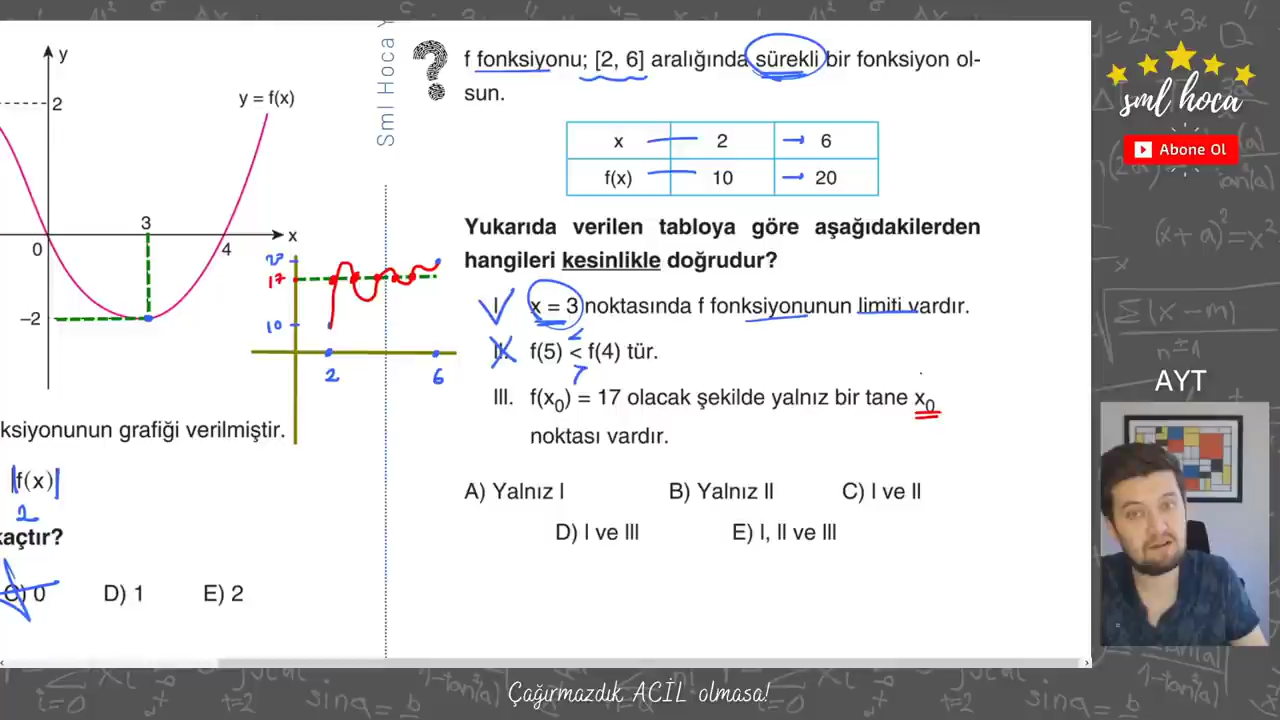 y
2
y = f(x)
3
0
4
x
–2
20
17
10
2
6
ksiyonunun grafiği verilmiştir.
|f(x)|
2
kaçtır?
C) 0 D) 1 E) 2
Sml Hoca Y
f fonksiyonu; [2, 6] aralığında sürekli bir fonksiyon ol-
sun.
x 2 6
f(x) 10 20
Yukarıda verilen tabloya göre aşağıdakilerden
hangileri kesinlikle doğrudur?
I. x = 3 noktasında f fonksiyonunun limiti vardır.
II. f(5) < f(4) tür.
III. f(x₀) = 17 olacak şekilde yalnız bir tane x₀
noktası vardır.
A) Yalnız I B) Yalnız II C) I ve II
D) I ve III E) I, II ve III
sml hoca
Abone Ol
AYT
Çağırmazdık ACİL olmasa!